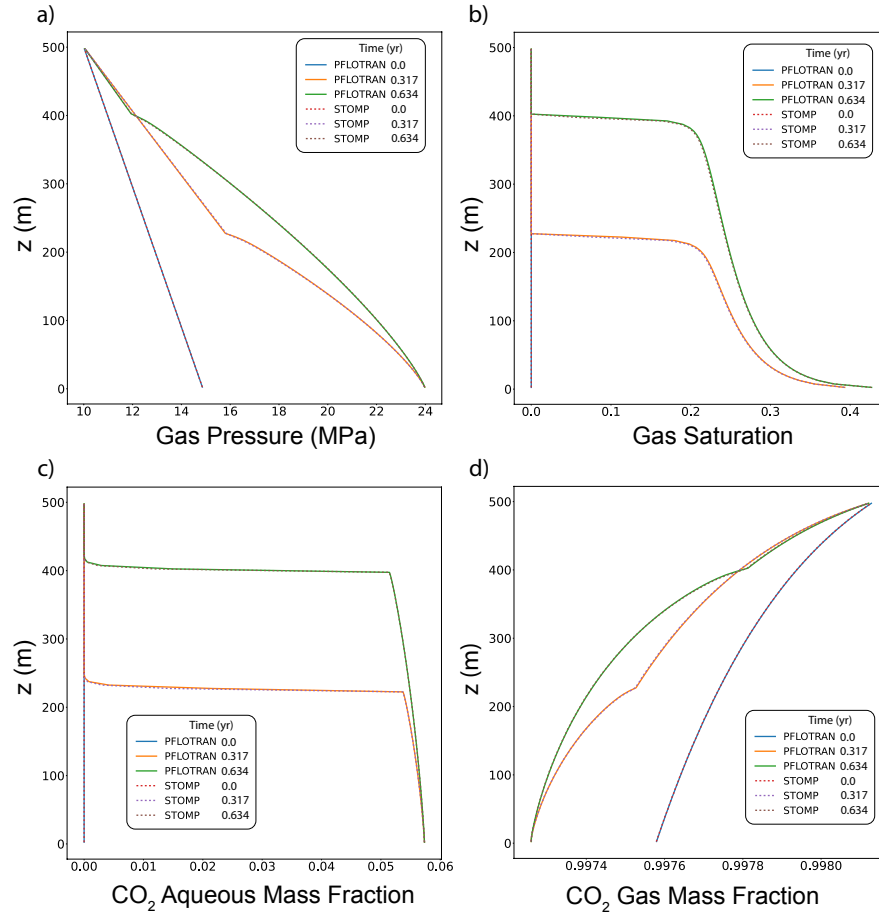 a)
500
400
300
200
100
0
z (m)
10
12
14
16
18
20
22
24
Gas Pressure (MPa)
Time (yr)
PFLOTRAN 0.0
PFLOTRAN 0.317
PFLOTRAN 0.634
STOMP 0.0
STOMP 0.317
STOMP 0.634
b)
500
400
300
200
100
0
z (m)
0.0
0.1
0.2
0.3
0.4
Gas Saturation
Time (yr)
PFLOTRAN 0.0
PFLOTRAN 0.317
PFLOTRAN 0.634
STOMP 0.0
STOMP 0.317
STOMP 0.634
c)
500
400
300
200
100
0
z (m)
0.00
0.01
0.02
0.03
0.04
0.05
0.06
CO2 Aqueous Mass Fraction
Time (yr)
PFLOTRAN 0.0
PFLOTRAN 0.317
PFLOTRAN 0.634
STOMP 0.0
STOMP 0.317
STOMP 0.634
d)
500
400
300
200
100
0
z (m)
0.9974
0.9976
0.9978
0.9980
CO2 Gas Mass Fraction
Time (yr)
PFLOTRAN 0.0
PFLOTRAN 0.317
PFLOTRAN 0.634
STOMP 0.0
STOMP 0.317
STOMP 0.634